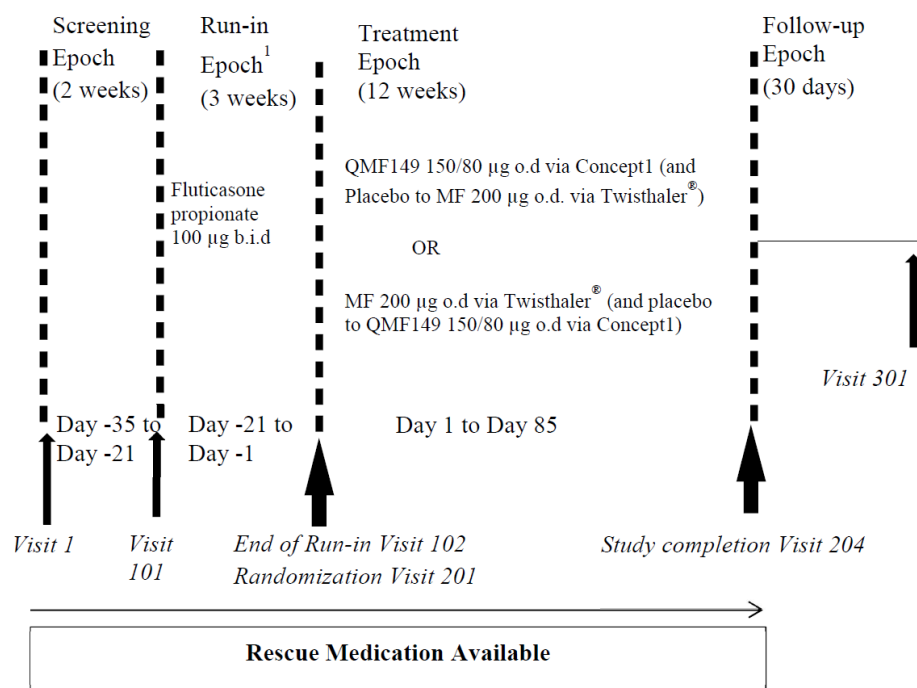 Screening
Epoch
(2 weeks)
Run-in
Epoch1
(3 weeks)
Treatment
Epoch
(12 weeks)
Follow-up
Epoch
(30 days)
Fluticasone
propionate
100 µg b.i.d
QMF149 150/80 µg o.d via Concept1 (and
Placebo to MF 200 µg o.d. via Twisthaler®)
OR
MF 200 µg o.d via Twisthaler® (and placebo
to QMF149 150/80 µg o.d via Concept1)
Visit 301
Day -35 to
Day -21
Day -21 to
Day -1
Day 1 to Day 85
Visit 1
Visit
101
End of Run-in Visit 102
Randomization Visit 201
Study completion Visit 204
Rescue Medication Available